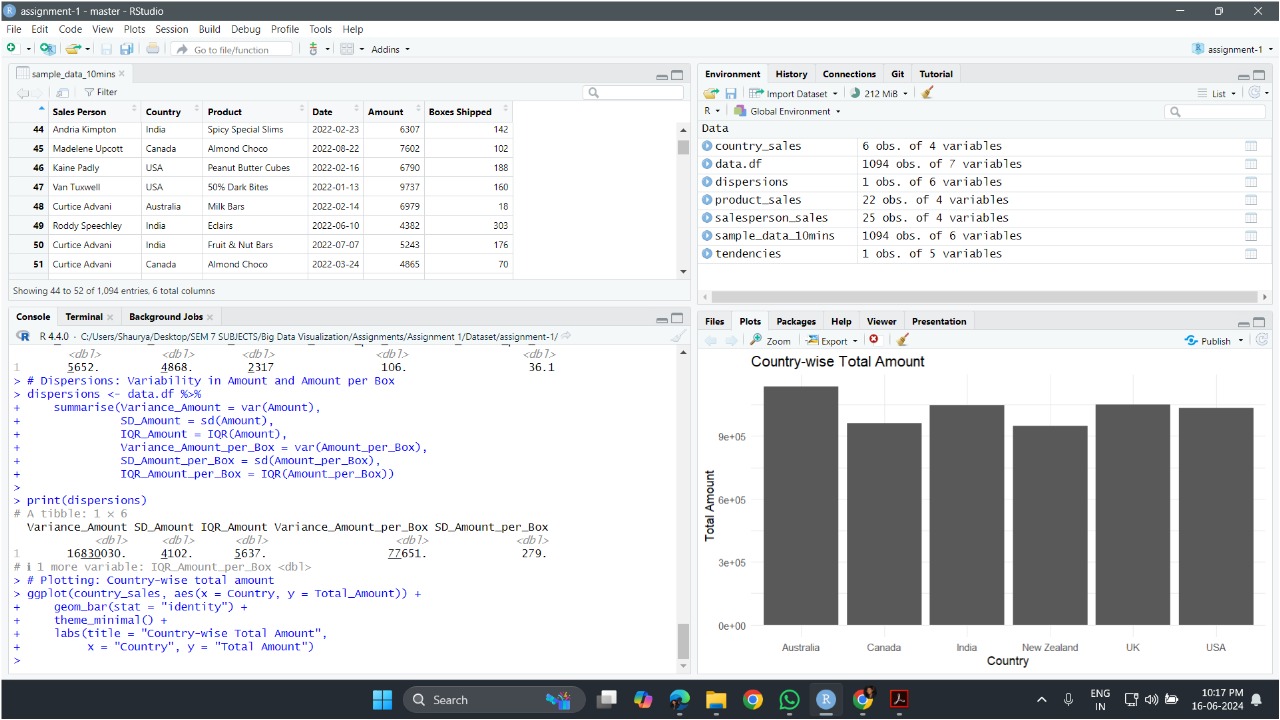 assignment-1 - master - RStudio
File Edit Code View Plots Session Build Debug Profile Tools Help
Go to file/function Addins assignment-1
sample_data_10mins
Filter
Sales Person Country Product Date Amount Boxes Shipped
44 Andria Kimpton India Spicy Special Slims 2022-02-23 6307 142
45 Madelene Upcott Canada Almond Choco 2022-08-22 7602 102
46 Kaine Padly USA Peanut Butter Cubes 2022-02-16 6790 188
47 Van Tuxwell USA 50% Dark Bites 2022-01-13 9737 160
48 Curtice Advani Australia Milk Bars 2022-02-14 6979 18
49 Roddy Speechley India Eclairs 2022-06-10 4382 303
50 Curtice Advani India Fruit & Nut Bars 2022-07-07 5243 176
51 Curtice Advani Canada Almond Choco 2022-03-24 4865 70
Showing 44 to 52 of 1,094 entries, 6 total columns
Console Terminal Background Jobs
R 4.4.0 · C:/Users/Shaurya/Desktop/SEM 7 SUBJECTS/Big Data Visualization/Assignments/Assignment 1/Dataset/assignment-1/
<dbl> <dbl> <dbl> <dbl> <dbl>
1 5652. 4868. 2317 106. 36.1
> # Dispersions: Variability in Amount and Amount per Box
> dispersions <- data.df %>%
+ summarise(Variance_Amount = var(Amount),
+ SD_Amount = sd(Amount),
+ IQR_Amount = IQR(Amount),
+ Variance_Amount_per_Box = var(Amount_per_Box),
+ SD_Amount_per_Box = sd(Amount_per_Box),
+ IQR_Amount_per_Box = IQR(Amount_per_Box))
>
> print(dispersions)
# A tibble: 1 × 6
Variance_Amount SD_Amount IQR_Amount Variance_Amount_per_Box SD_Amount_per_Box
<dbl> <dbl> <dbl> <dbl> <dbl>
1 16830030. 4102. 5637. 77651. 279.
# ℹ 1 more variable: IQR_Amount_per_Box <dbl>
> # Plotting: Country-wise total amount
> ggplot(country_sales, aes(x = Country, y = Total_Amount)) +
+ geom_bar(stat = "identity") +
+ theme_minimal() +
+ labs(title = "Country-wise Total Amount",
+ x = "Country", y = "Total Amount")
>
Environment History Connections Git Tutorial
Import Dataset 212 MiB List
R Global Environment
Data
country_sales 6 obs. of 4 variables
data.df 1094 obs. of 7 variables
dispersions 1 obs. of 6 variables
product_sales 22 obs. of 4 variables
salesperson_sales 25 obs. of 4 variables
sample_data_10mins 1094 obs. of 6 variables
tendencies 1 obs. of 5 variables
Files Plots Packages Help Viewer Presentation
Zoom Export Publish
Country-wise Total Amount
9e+05
6e+05
3e+05
0e+00
Total Amount
Australia Canada India New Zealand UK USA
Country
Search
ENG
IN
10:17 PM
16-06-2024